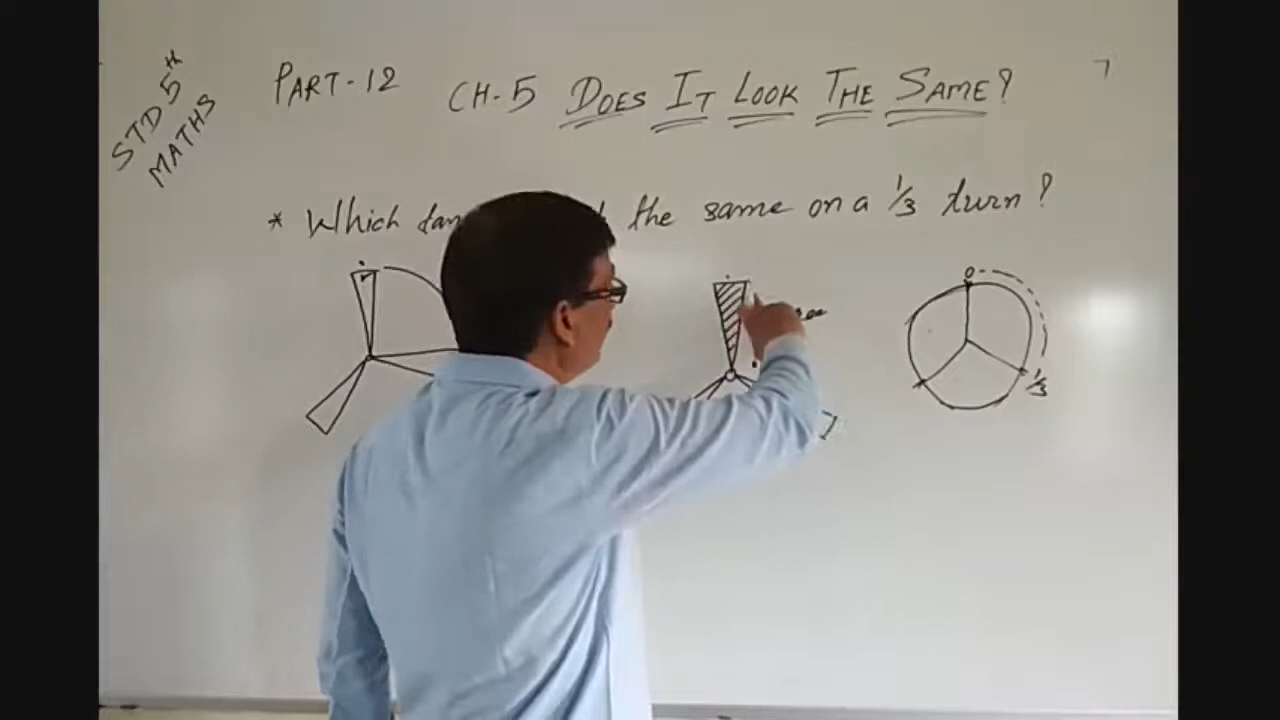 STD 5th
MATHS
PART-12 CH-5 DOES IT LOOK THE SAME?
* Which the same on a 1/3 turn?
0
1/3